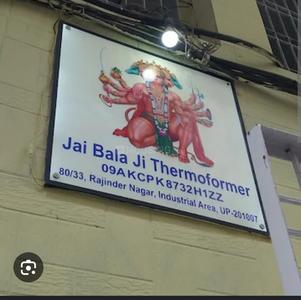 Jai Bala Ji Thermoformer
09AKCPK8732H1ZZ
80/33, Rajinder Nagar, Industrial Area, UP-201007